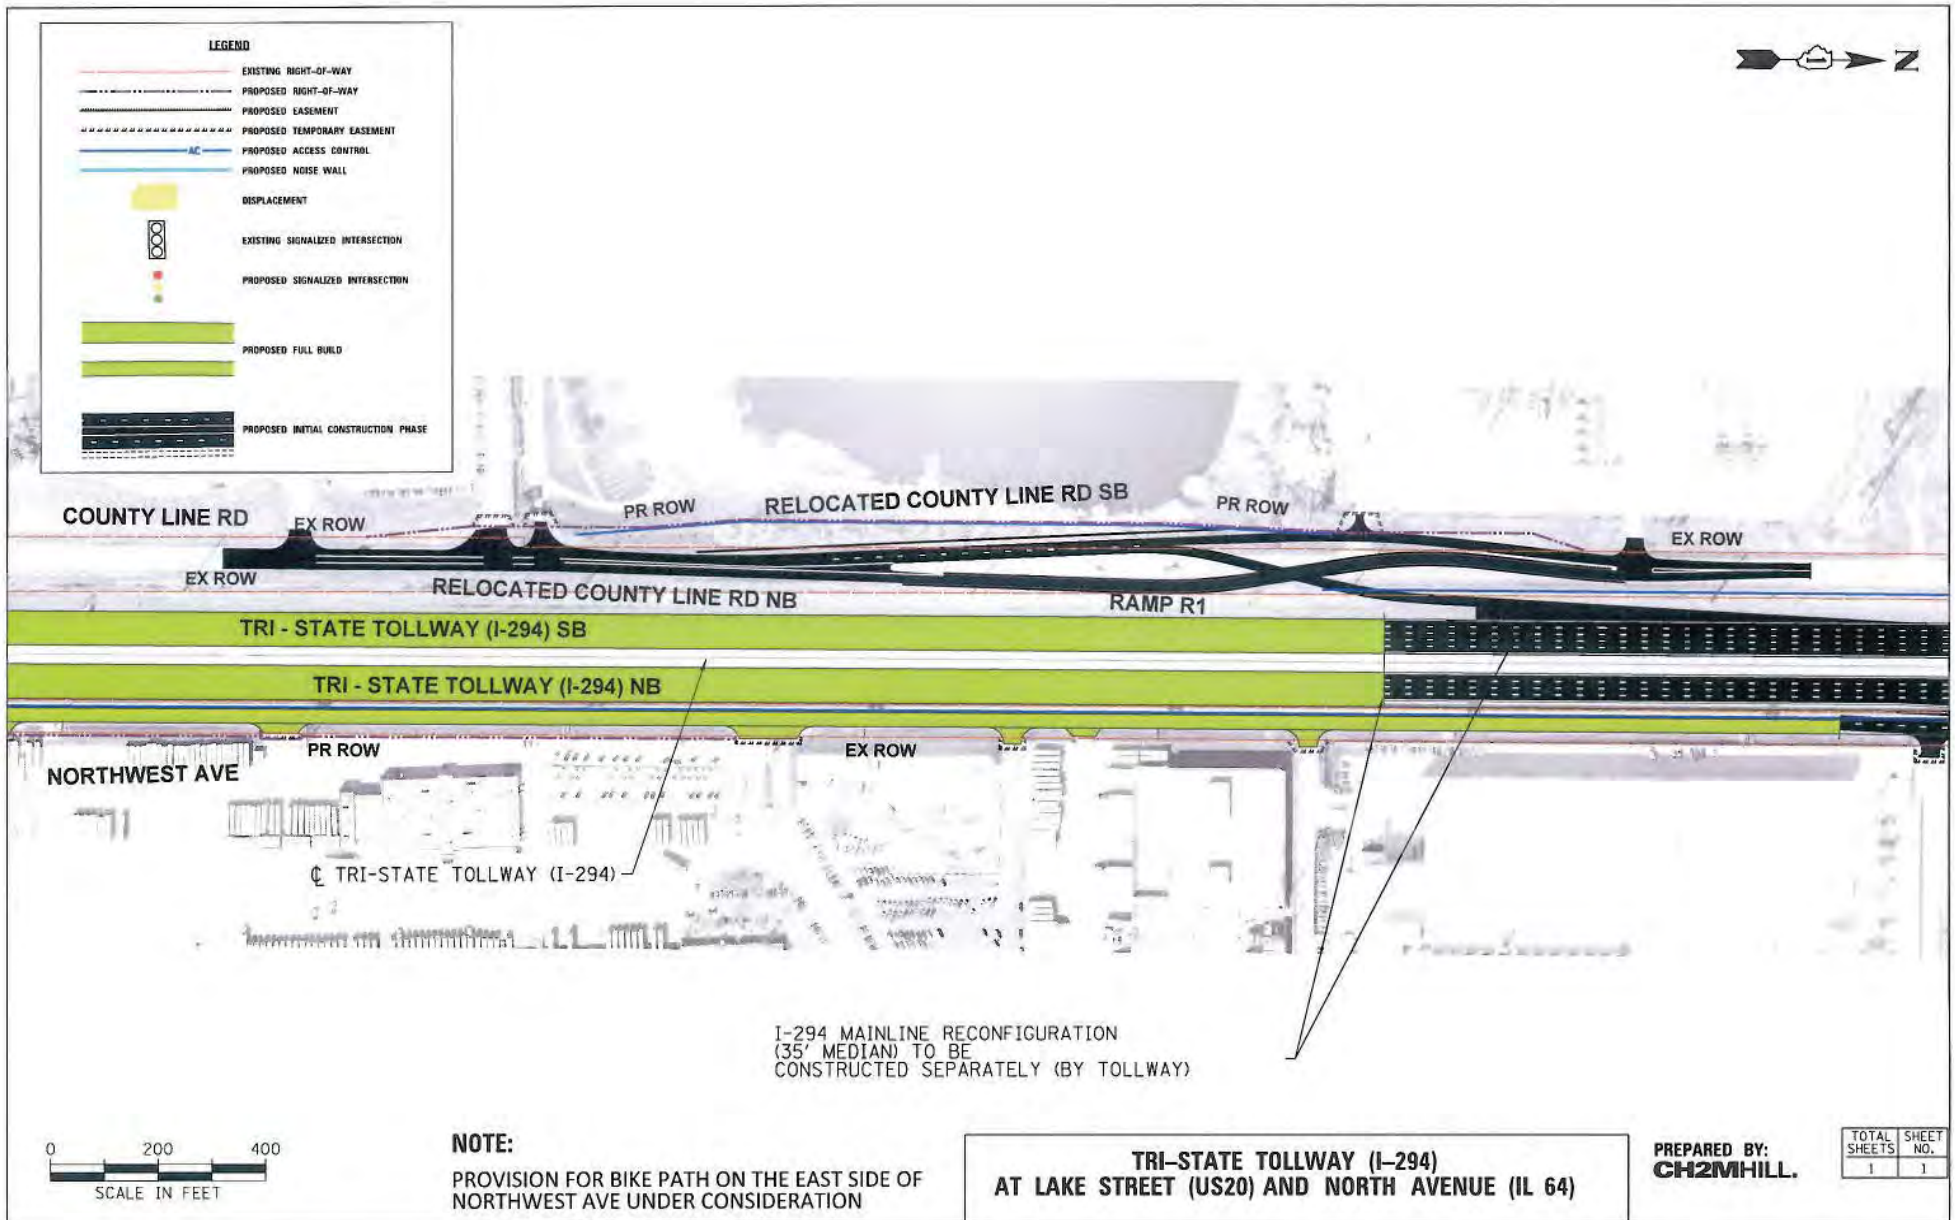 LEGEND
EXISTING RIGHT-OF-WAY
PROPOSED RIGHT-OF-WAY
PROPOSED EASEMENT
PROPOSED TEMPORARY EASEMENT
AC
PROPOSED ACCESS CONTROL
PROPOSED NOISE WALL
DISPLACEMENT
EXISTING SIGNALIZED INTERSECTION
PROPOSED SIGNALIZED INTERSECTION
PROPOSED FULL BUILD
PROPOSED INITIAL CONSTRUCTION PHASE
N
COUNTY LINE RD
EX ROW
PR ROW
RELOCATED COUNTY LINE RD SB
PR ROW
EX ROW
EX ROW
RELOCATED COUNTY LINE RD NB
RAMP R1
TRI - STATE TOLLWAY (I-294) SB
TRI - STATE TOLLWAY (I-294) NB
PR ROW
EX ROW
NORTHWEST AVE
℄ TRI-STATE TOLLWAY (I-294)
I-294 MAINLINE RECONFIGURATION
(35' MEDIAN) TO BE
CONSTRUCTED SEPARATELY (BY TOLLWAY)
0 200 400
SCALE IN FEET
NOTE:
PROVISION FOR BIKE PATH ON THE EAST SIDE OF
NORTHWEST AVE UNDER CONSIDERATION
TRI-STATE TOLLWAY (I-294)
AT LAKE STREET (US20) AND NORTH AVENUE (IL 64)
PREPARED BY:
CH2MHILL.
TOTAL SHEETS
SHEET NO.
1 1